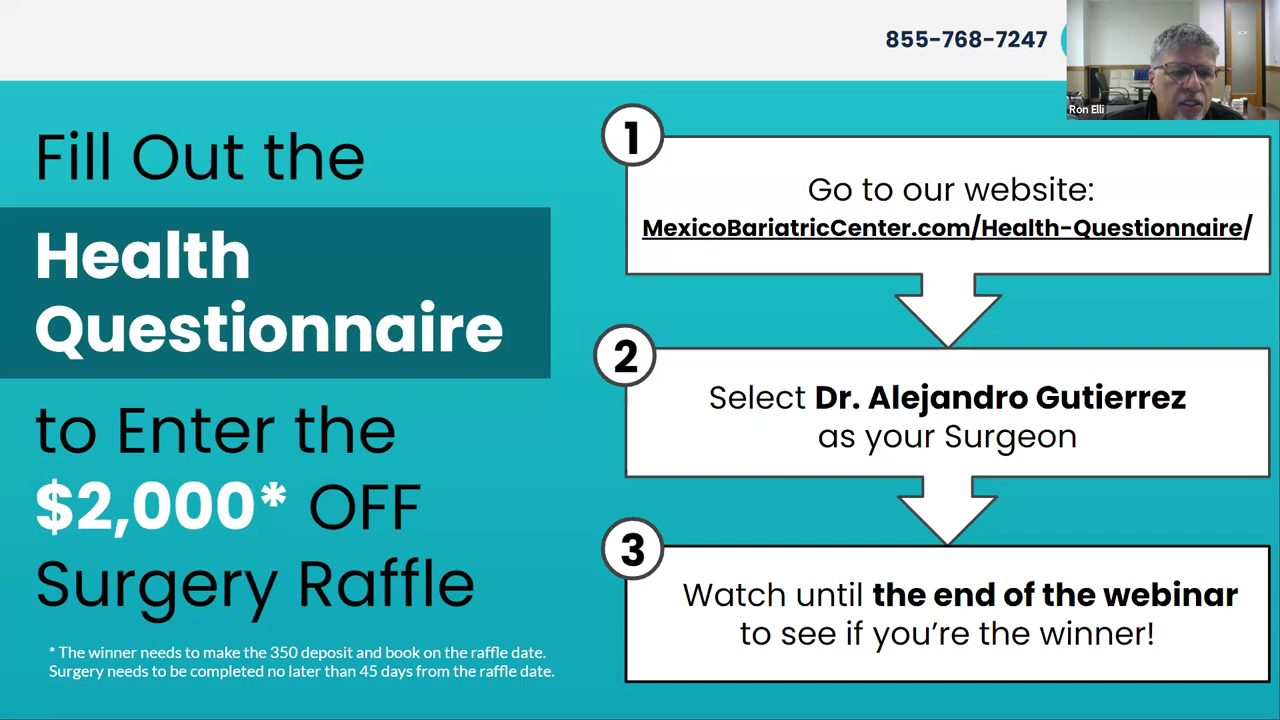 855-768-7247
Ron Elli
Fill Out the
Health
Questionnaire
to Enter the
$2,000* OFF
Surgery Raffle
* The winner needs to make the 350 deposit and book on the raffle date.
Surgery needs to be completed no later than 45 days from the raffle date.
1
Go to our website:
MexicoBariatricCenter.com/Health-Questionnaire/
2
Select Dr. Alejandro Gutierrez
as your Surgeon
3
Watch until the end of the webinar
to see if you're the winner!